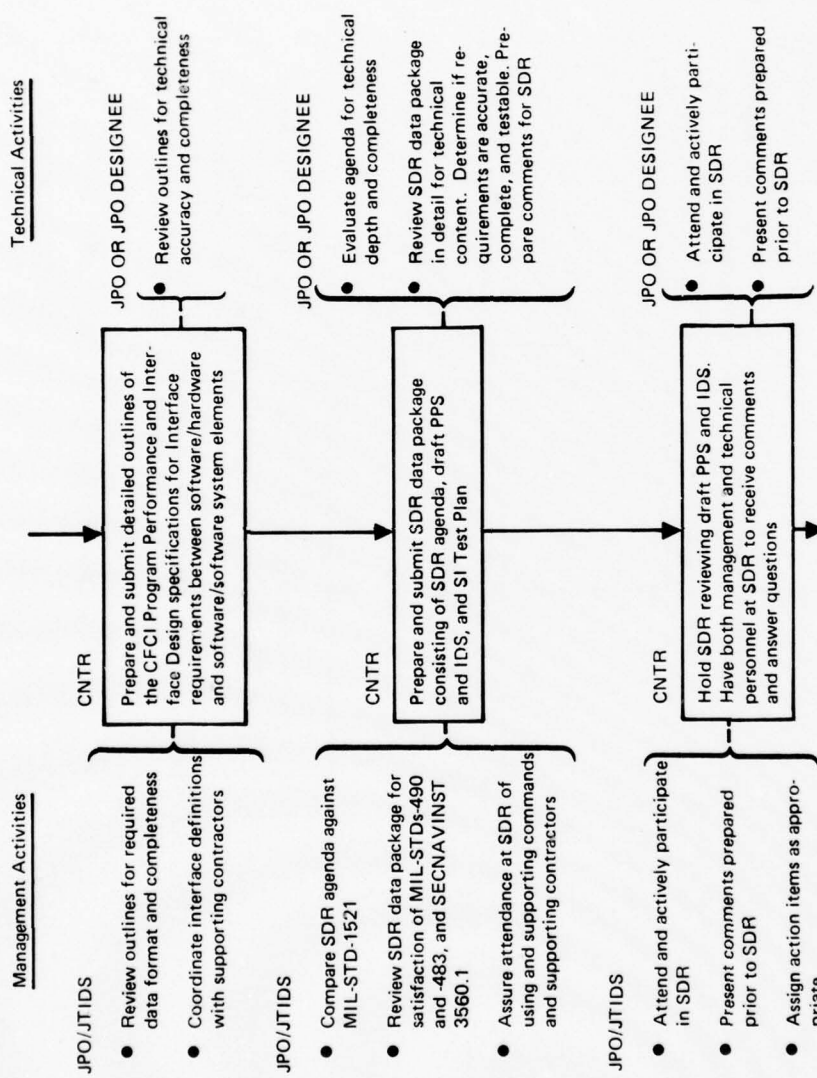 Management Activities
Technical Activities
JPO/JTIDS
● Review outlines for required
data format and completeness
● Coordinate interface definitions
with supporting contractors
CNTR
Prepare and submit detailed outlines of
the CFCI Program Performance and Inter-
face Design specifications for Interface
requirements between software/hardware
and software/software system elements
JPO OR JPO DESIGNEE
● Review outlines for technical
accuracy and completeness
JPO/JTIDS
● Compare SDR agenda against
MIL-STD-1521
● Review SDR data package for
satisfaction of MIL-STDs-490
and -483, and SECNAVINST
3560.1
● Assure attendance at SDR of
using and supporting commands
and supporting contractors
CNTR
Prepare and submit SDR data package
consisting of SDR agenda, draft PPS
and IDS, and SI Test Plan
JPO OR JPO DESIGNEE
● Evaluate agenda for technical
depth and completeness
● Review SDR data package
in detail for technical
content. Determine if re-
quirements are accurate,
complete, and testable. Pre-
pare comments for SDR
JPO/JTIDS
● Attend and actively participate
in SDR
● Present comments prepared
prior to SDR
● Assign action items as appro-
priate
CNTR
Hold SDR reviewing draft PPS and IDS.
Have both management and technical
personnel at SDR to receive comments
and answer questions
JPO OR JPO DESIGNEE
● Attend and actively parti-
cipate in SDR
● Present comments prepared
prior to SDR